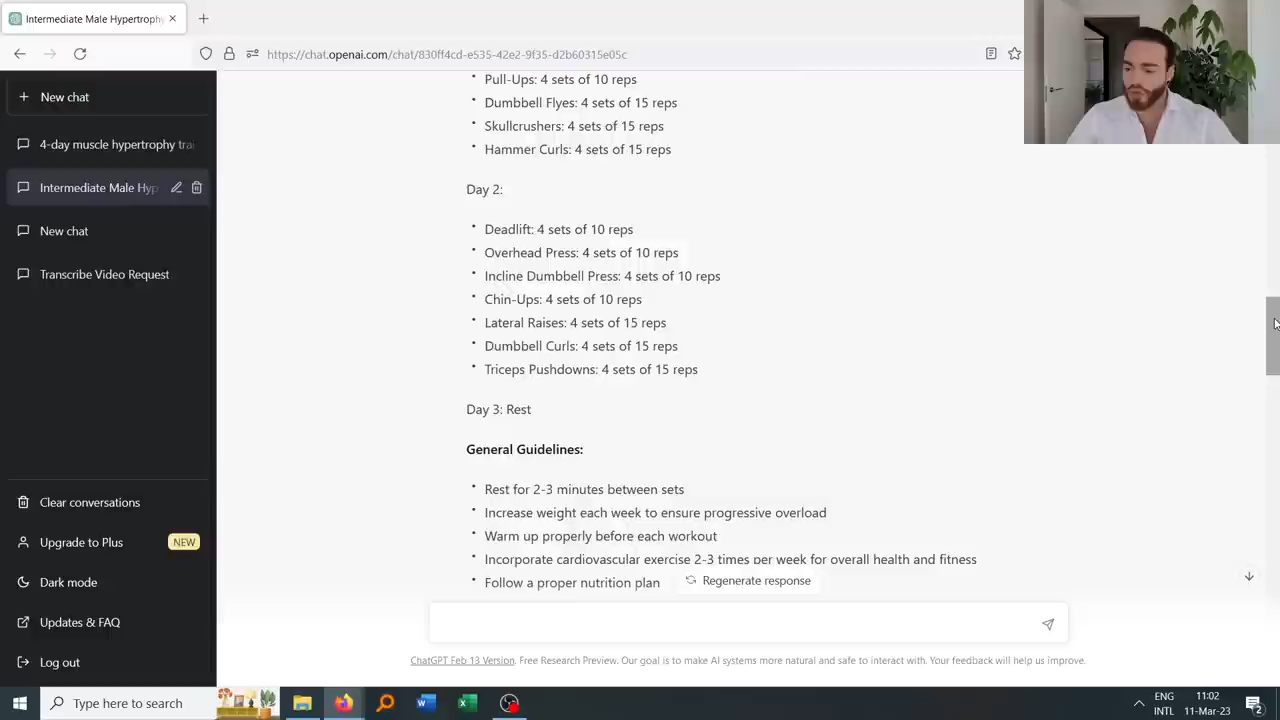 Intermediate Male Hypertrophy
https://chat.openai.com/chat/830ff4cd-e535-42e2-9f35-d2b60315e05c
New chat
4-day muscle hypertrophy tra
Intermediate Male Hyp
New chat
Transcribe Video Request
Clear conversations
Upgrade to Plus NEW
Dark mode
Updates & FAQ
Log out
• Pull-Ups: 4 sets of 10 reps
• Dumbbell Flyes: 4 sets of 15 reps
• Skullcrushers: 4 sets of 15 reps
• Hammer Curls: 4 sets of 15 reps
Day 2:
• Deadlift: 4 sets of 10 reps
• Overhead Press: 4 sets of 10 reps
• Incline Dumbbell Press: 4 sets of 10 reps
• Chin-Ups: 4 sets of 10 reps
• Lateral Raises: 4 sets of 15 reps
• Dumbbell Curls: 4 sets of 15 reps
• Triceps Pushdowns: 4 sets of 15 reps
Day 3: Rest
General Guidelines:
• Rest for 2-3 minutes between sets
• Increase weight each week to ensure progressive overload
• Warm up properly before each workout
• Incorporate cardiovascular exercise 2-3 times per week for overall health and fitness
• Follow a proper nutrition plan
Regenerate response
ChatGPT Feb 13 Version. Free Research Preview. Our goal is to make AI systems more natural and safe to interact with. Your feedback will help us improve.
Type here to search
ENG
INTL
11:02
11-Mar-23
2